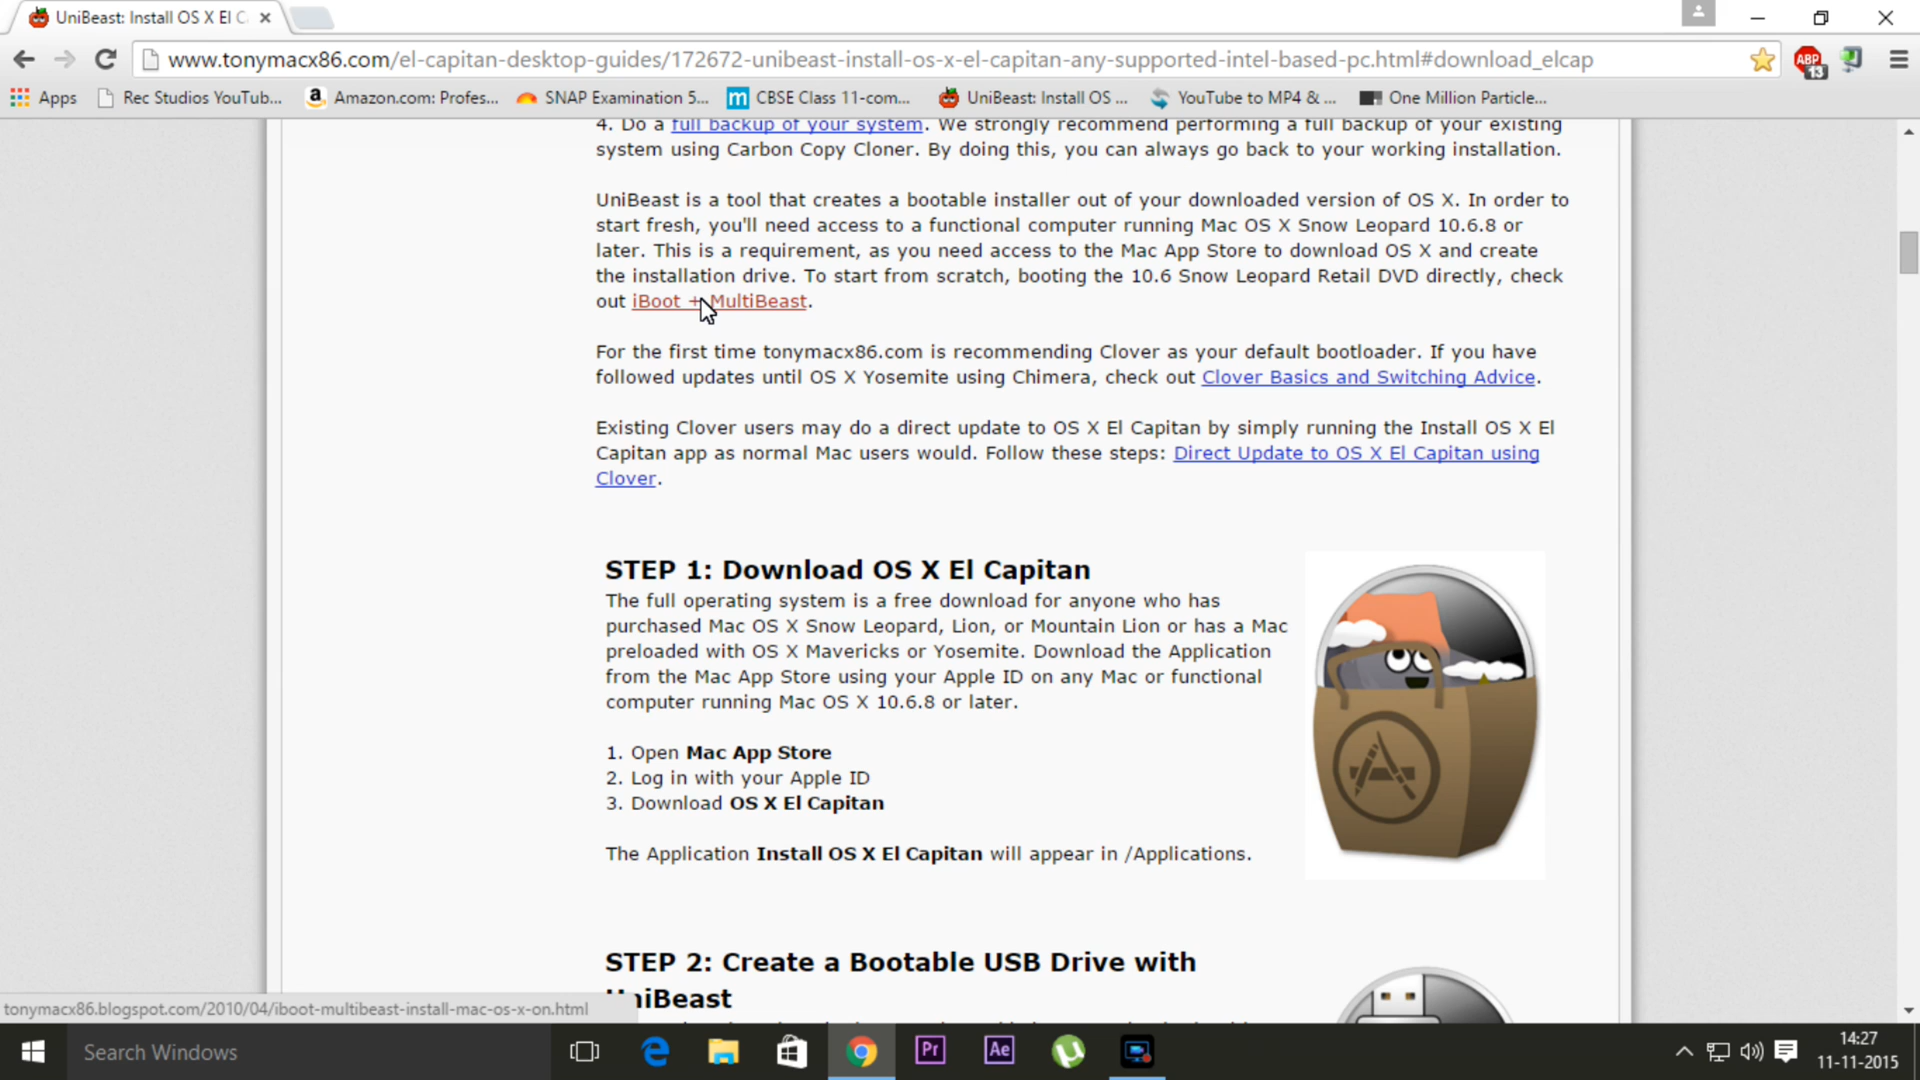 UniBeast: Install OS X El C
www.tonymacx86.com/el-capitan-desktop-guides/172672-unibeast-install-os-x-el-capitan-any-supported-intel-based-pc.html#download_elcap
ABP
13
Apps
Rec Studios YouTub...
Amazon.com: Profes...
SNAP Examination 5...
m
CBSE Class 11-com...
UniBeast: Install OS ...
YouTube to MP4 & ...
One Million Particle...
4. Do a full backup of your system. We strongly recommend performing a full backup of your existing
system using Carbon Copy Cloner. By doing this, you can always go back to your working installation.
UniBeast is a tool that creates a bootable installer out of your downloaded version of OS X. In order to
start fresh, you'll need access to a functional computer running Mac OS X Snow Leopard 10.6.8 or
later. This is a requirement, as you need access to the Mac App Store to download OS X and create
the installation drive. To start from scratch, booting the 10.6 Snow Leopard Retail DVD directly, check
out iBoot + MultiBeast.
For the first time tonymacx86.com is recommending Clover as your default bootloader. If you have
followed updates until OS X Yosemite using Chimera, check out Clover Basics and Switching Advice.
Existing Clover users may do a direct update to OS X El Capitan by simply running the Install OS X El
Capitan app as normal Mac users would. Follow these steps: Direct Update to OS X El Capitan using
Clover.
STEP 1: Download OS X El Capitan
The full operating system is a free download for anyone who has
purchased Mac OS X Snow Leopard, Lion, or Mountain Lion or has a Mac
preloaded with OS X Mavericks or Yosemite. Download the Application
from the Mac App Store using your Apple ID on any Mac or functional
computer running Mac OS X 10.6.8 or later.
1. Open Mac App Store
2. Log in with your Apple ID
3. Download OS X El Capitan
The Application Install OS X El Capitan will appear in /Applications.
STEP 2: Create a Bootable USB Drive with
UniBeast
tonymacx86.blogspot.com/2010/04/iboot-multibeast-install-mac-os-x-on.html
Search Windows
Pr
Ae
14:27
11-11-2015